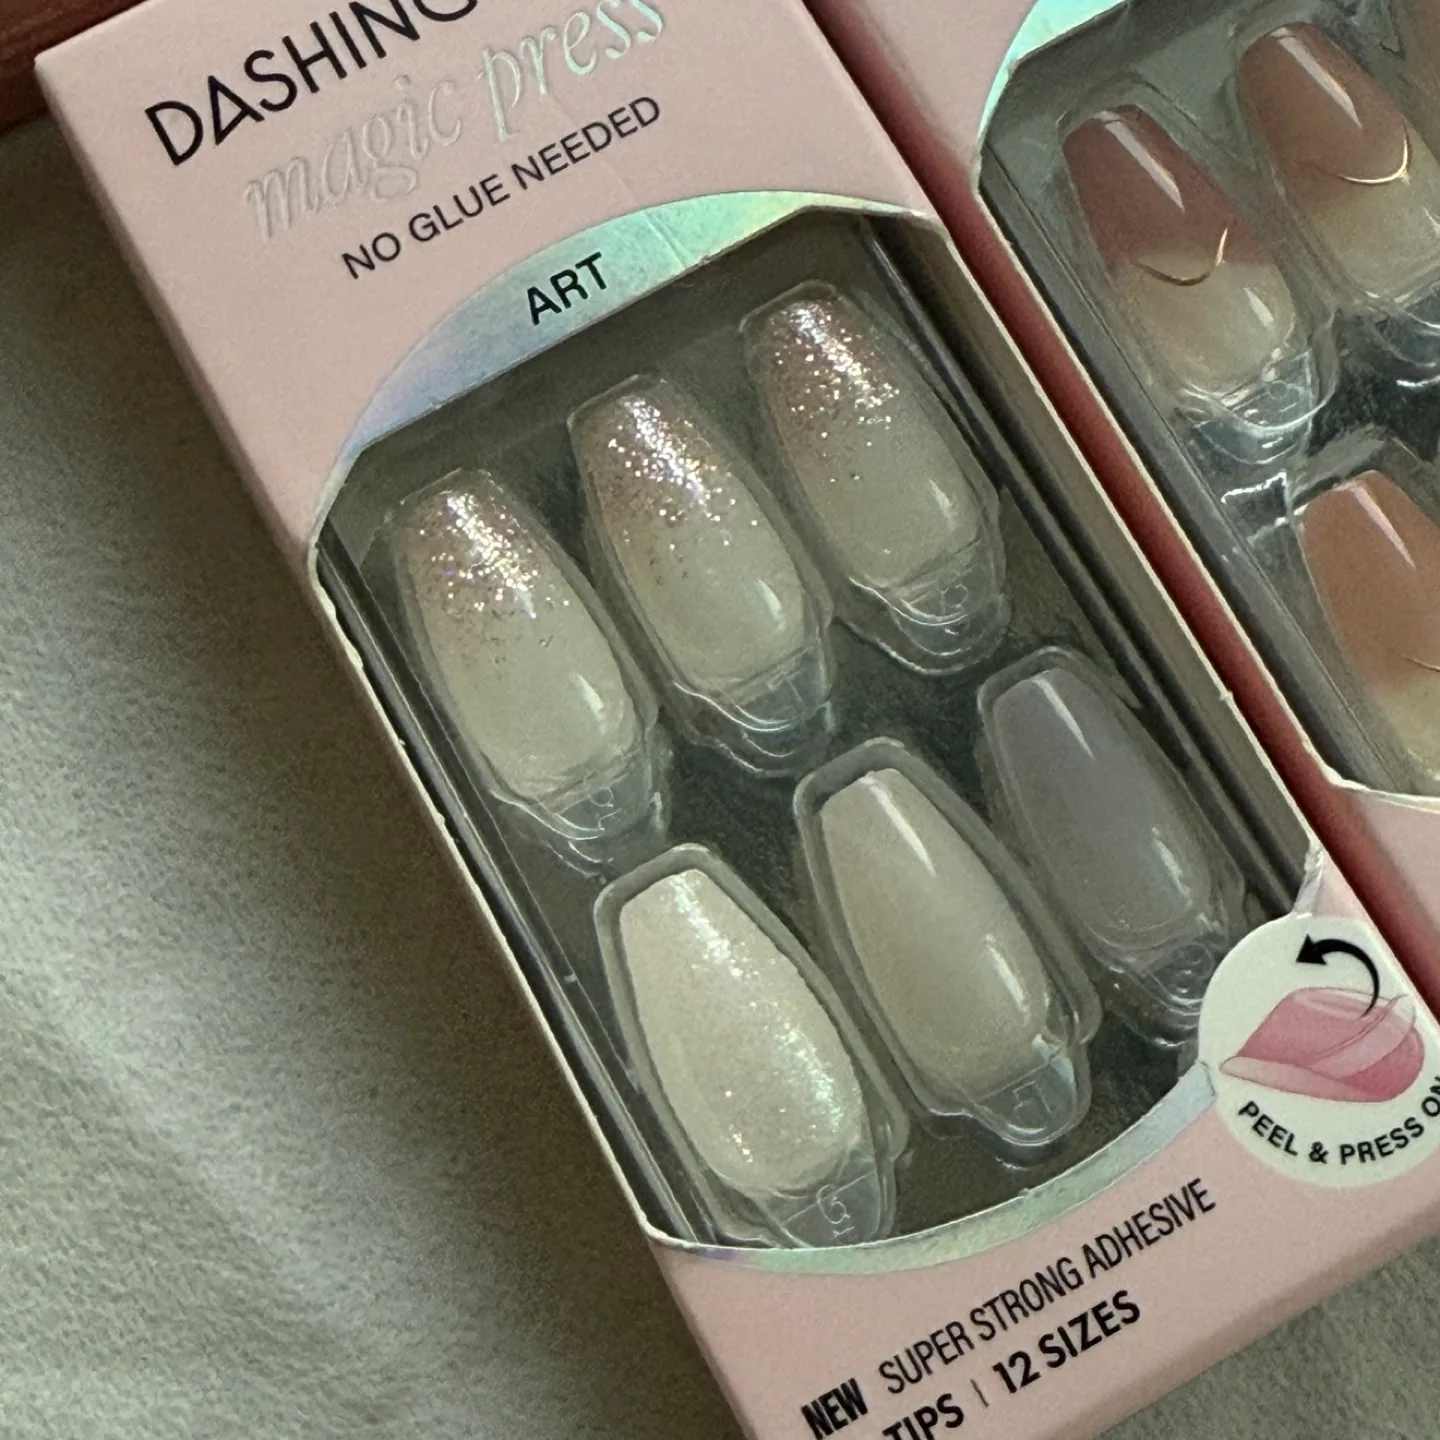 DASHING
magic press
NO GLUE NEEDED
ART
PEEL & PRESS ON
NEW SUPER STRONG ADHESIVE
TIPS | 12 SIZES